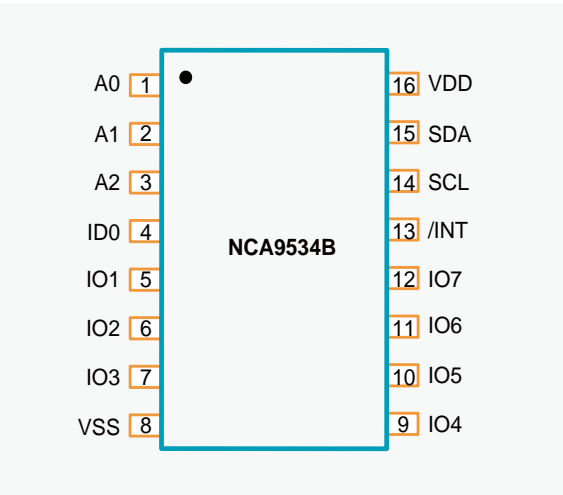 A0 1 16 VDD
A1 2 15 SDA
A2 3 14 SCL
ID0 4 13 /INT
NCA9534B
IO1 5 12 IO7
IO2 6 11 IO6
IO3 7 10 IO5
VSS 8 9 IO4